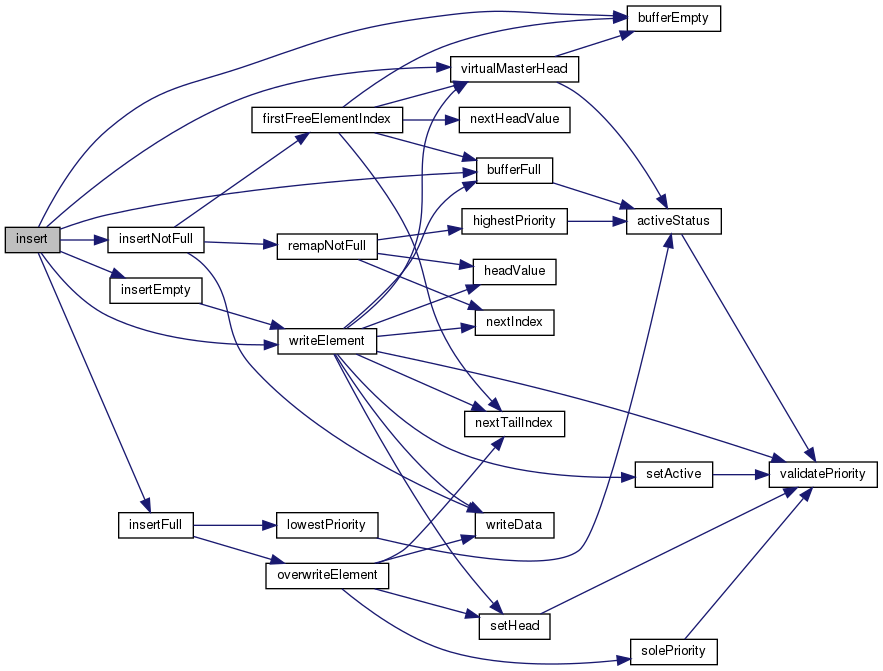 bufferEmpty
virtualMasterHead
firstFreeElementIndex
nextHeadValue
bufferFull
highestPriority
activeStatus
insert
insertNotFull
remapNotFull
headValue
insertEmpty
nextIndex
writeElement
nextTailIndex
setActive
validatePriority
insertFull
lowestPriority
writeData
overwriteElement
setHead
solePriority